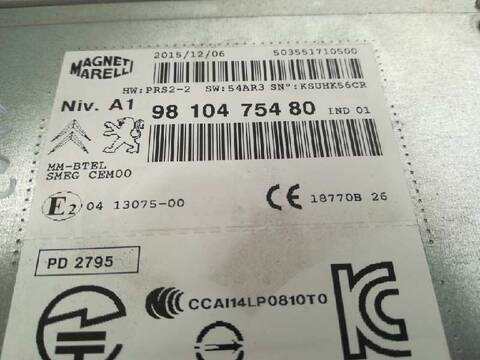 MAGNETI
MARELLI
2015/12/06
503551710500
HW:PRS2-2 SW:54AR3 SN°:KSUHK56CR
Niv. A1
98 104 754 80 IND 01
MM-BTEL
SMEG CEM00
E2 04 13075-00
CE 18770B 26
PD 2795
CCAI14LP0810T0